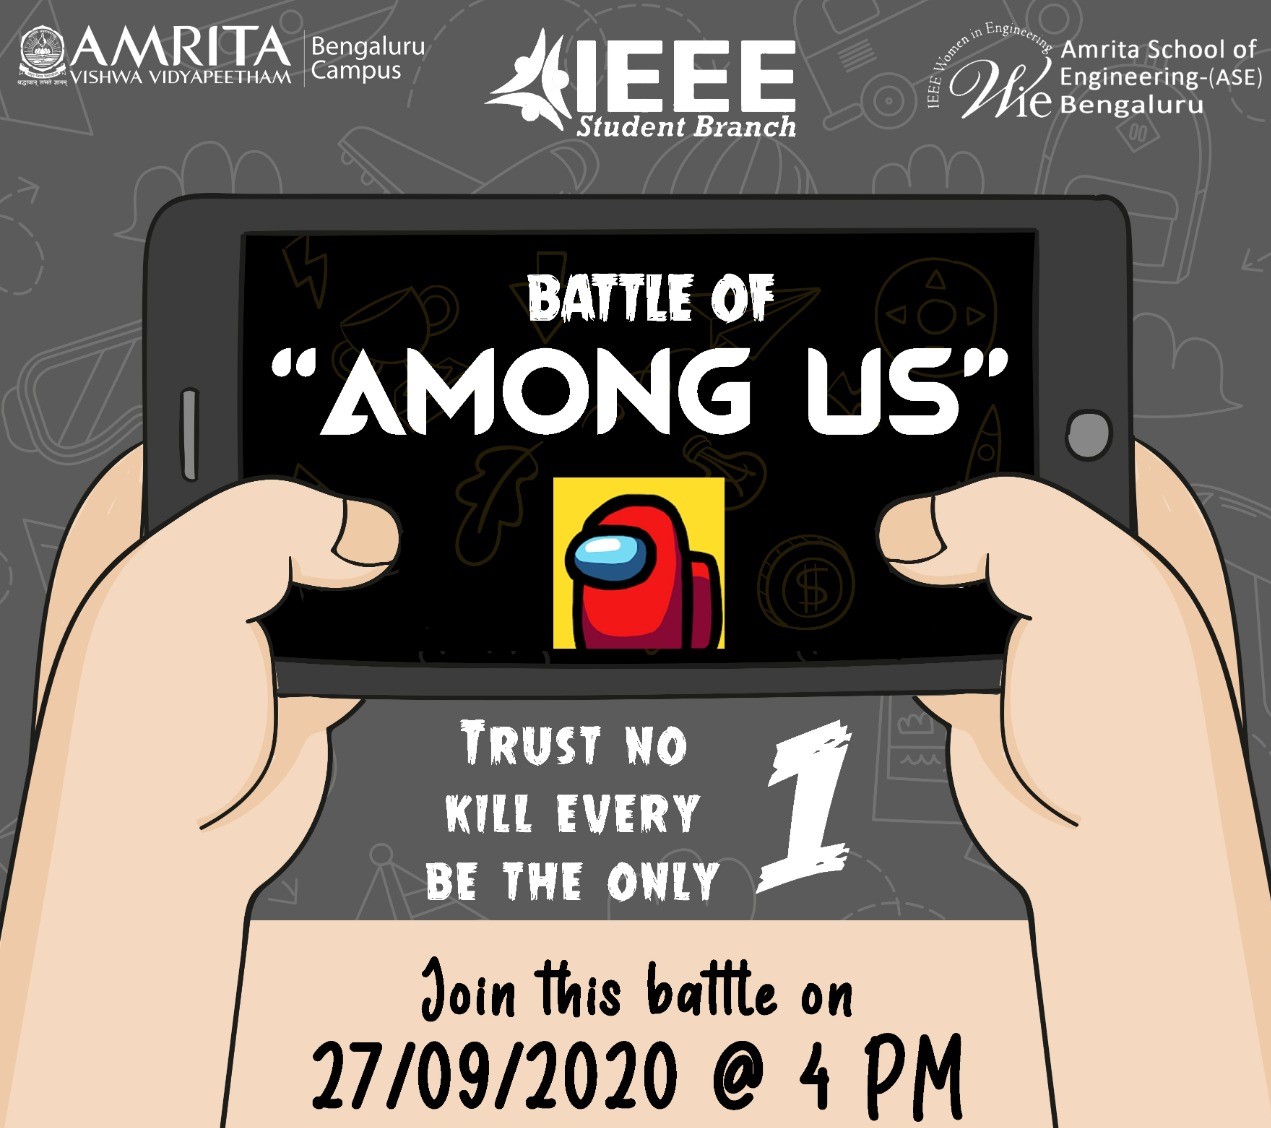 AMRITA
VISHWA VIDYAPEETHAM
Bengaluru
Campus
IEEE
Student Branch
IEEE Women in Engineering
WiE
Amrita School of
Engineering-(ASE)
Bengaluru
BATTLE OF
“AMONG US”
TRUST NO
KILL EVERY
BE THE ONLY
1
Join this battle on
27/09/2020 @ 4 PM